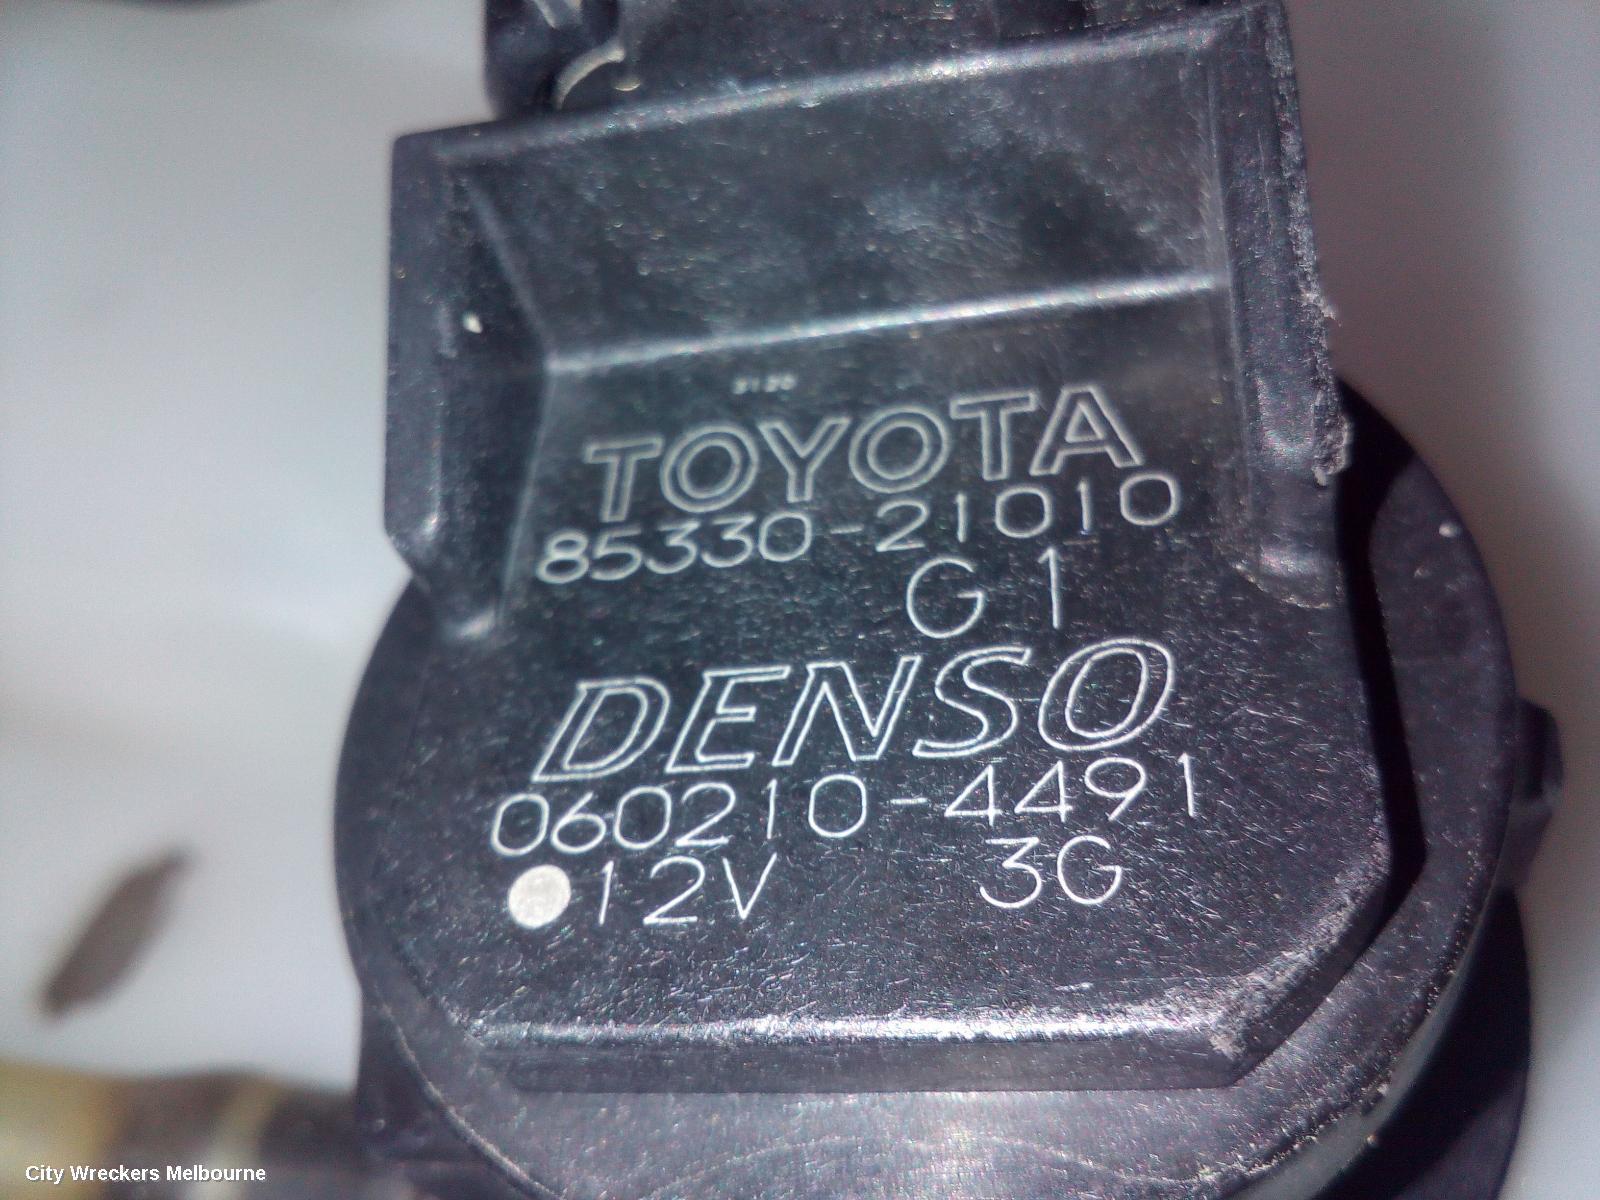 TOYOTA
85330-21010
G1
DENSO
060210-4491
12V 3G
City Wreckers Melbourne